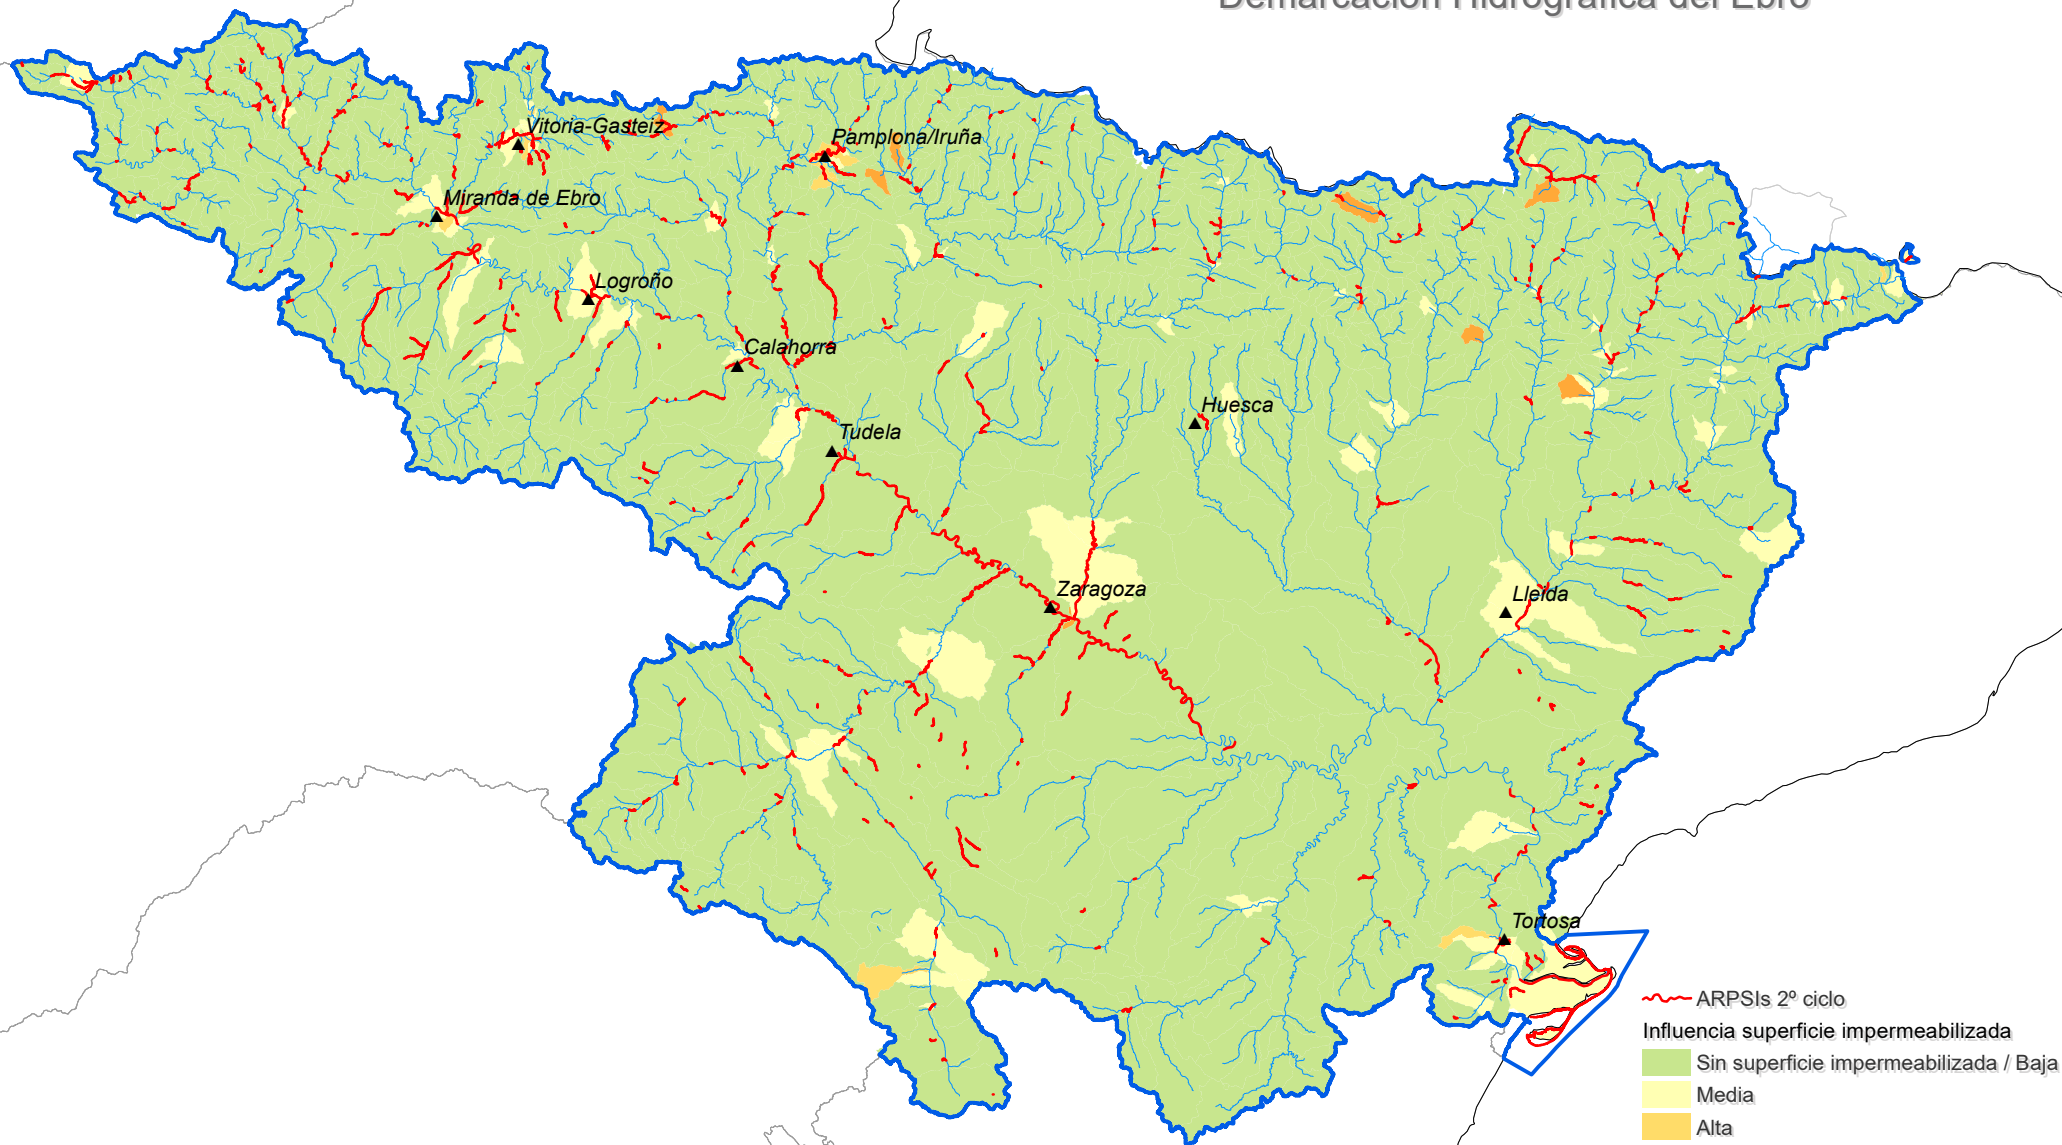 Demarcación Hidrográfica del Ebro
Vitoria-Gasteiz
Pamplona/Iruña
Miranda de Ebro
Logroño
Calahorra
Huesca
Tudela
Zaragoza
Lleida
Tortosa
ARPSIs 2º ciclo
Influencia superficie impermeabilizada
Sin superficie impermeabilizada / Baja
Media
Alta